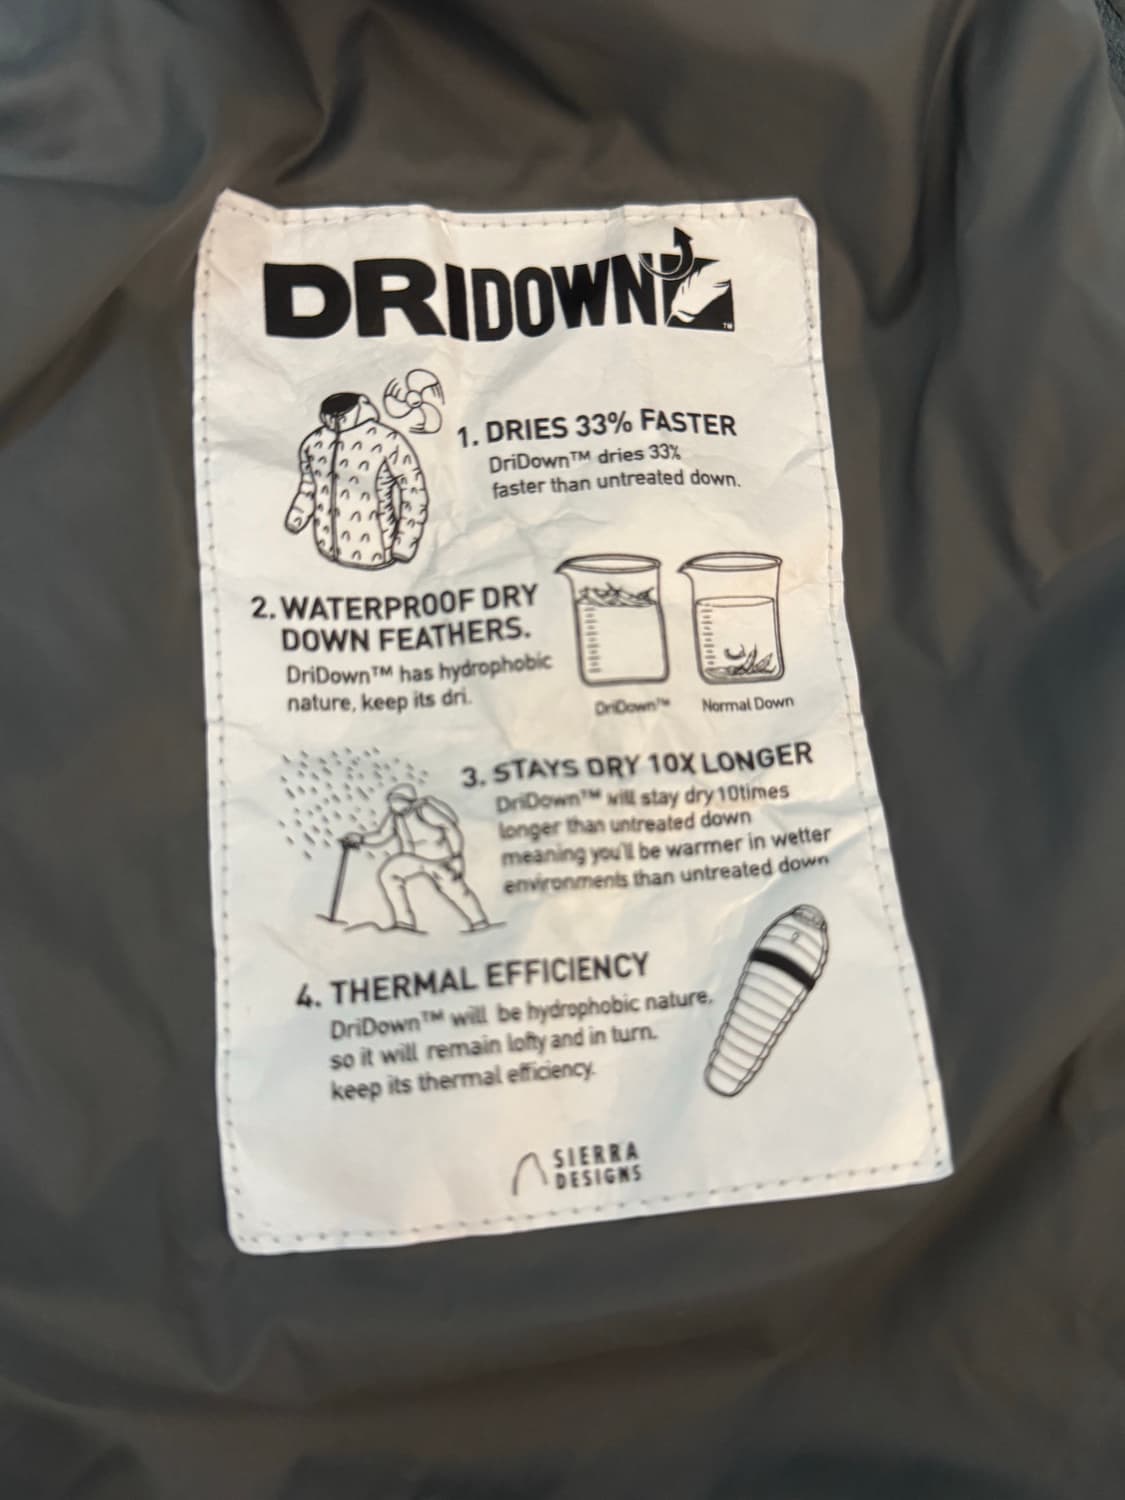 DRIDOWN™
1. DRIES 33% FASTER
DriDown™ dries 33%
faster than untreated down.
2. WATERPROOF DRY
DOWN FEATHERS.
DriDown™ has hydrophobic
nature, keep its dri.
DriDown™ Normal Down
3. STAYS DRY 10X LONGER
DriDown™ will stay dry 10times
longer than untreated down
meaning you'll be warmer in wetter
environments than untreated down
4. THERMAL EFFICIENCY
DriDown™ will be hydrophobic nature,
so it will remain lofty and in turn.
keep its thermal efficiency.
SIERRA
DESIGNS